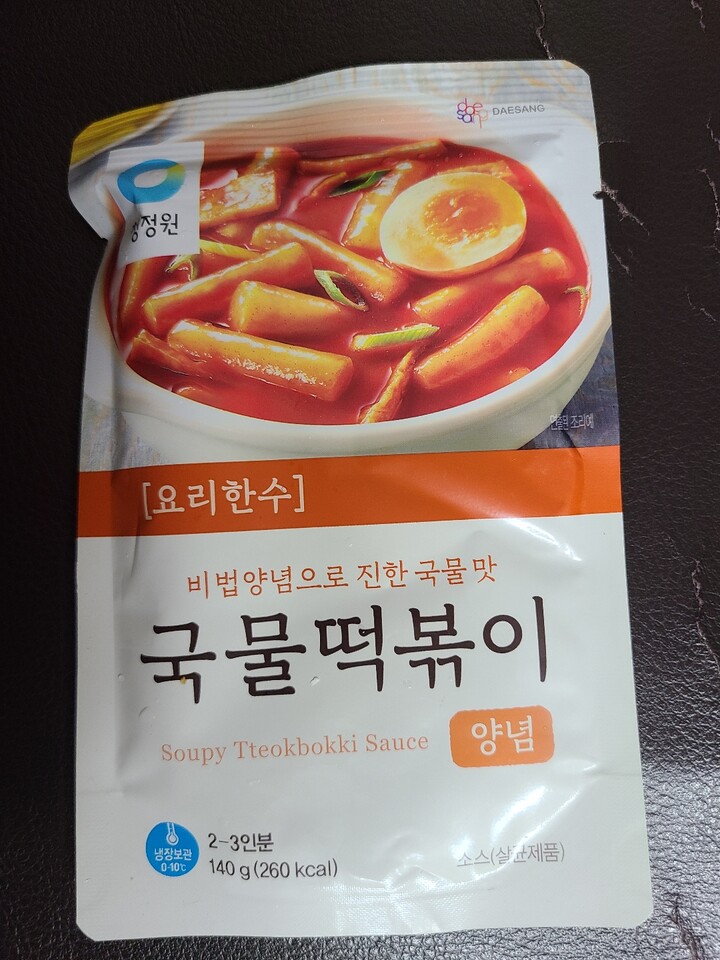 daesang DAESANG
청정원
연출된 조리예
[요리한수]
비법양념으로 진한 국물 맛
국물떡볶이
Soupy Tteokbokki Sauce
양념
냉장보관
0-10℃
2-3인분
140 g (260 kcal)
소스(살균제품)